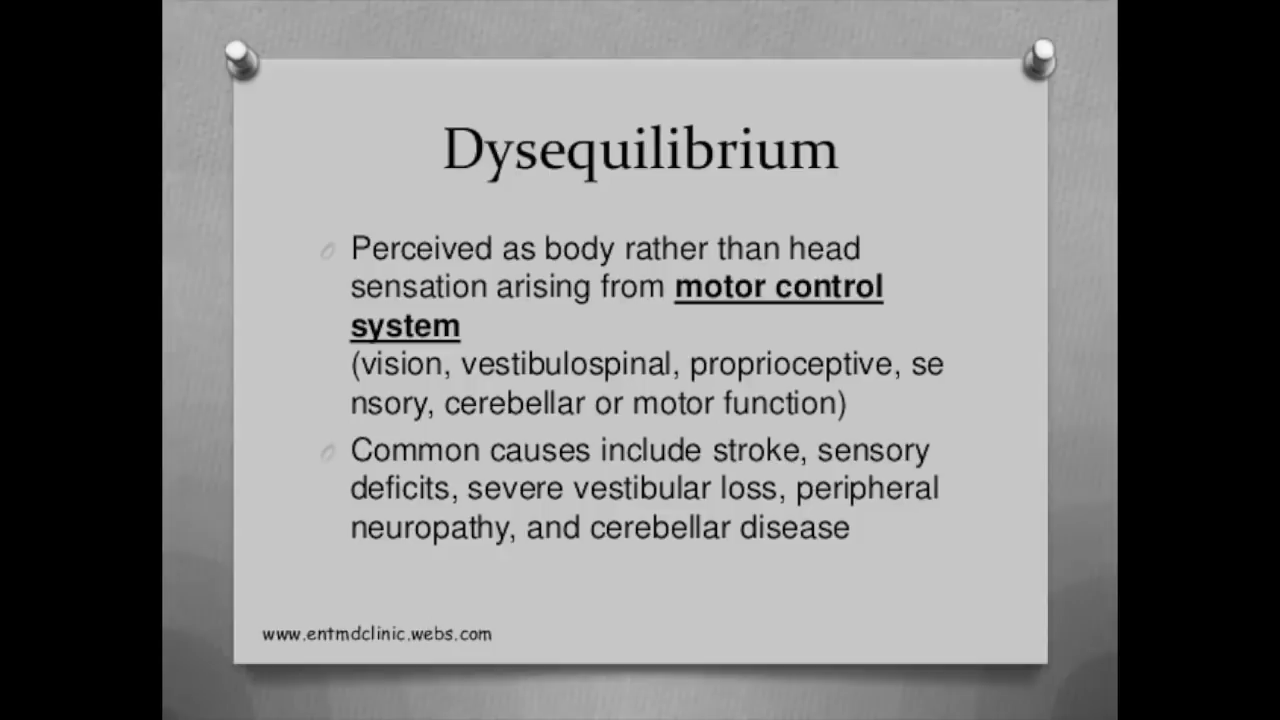 Dysequilibrium
Perceived as body rather than head
sensation arising from motor control
system
(vision, vestibulospinal, proprioceptive, se
nsory, cerebellar or motor function)
Common causes include stroke, sensory
deficits, severe vestibular loss, peripheral
neuropathy, and cerebellar disease
www.entmdclinic.webs.com